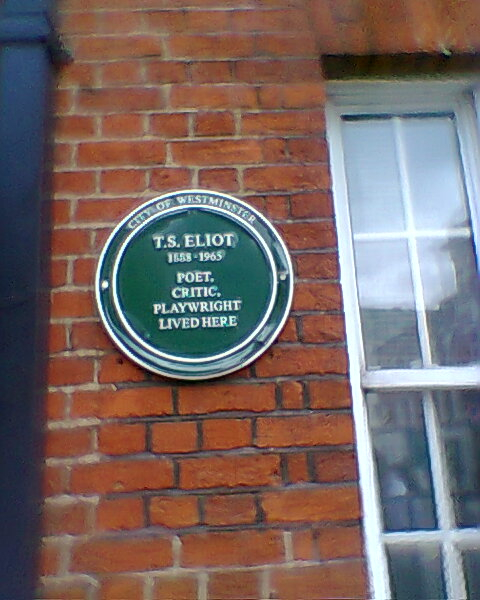 CITY OF WESTMINSTER
T.S. ELIOT
1888-1965
POET,
CRITIC,
PLAYWRIGHT
LIVED HERE